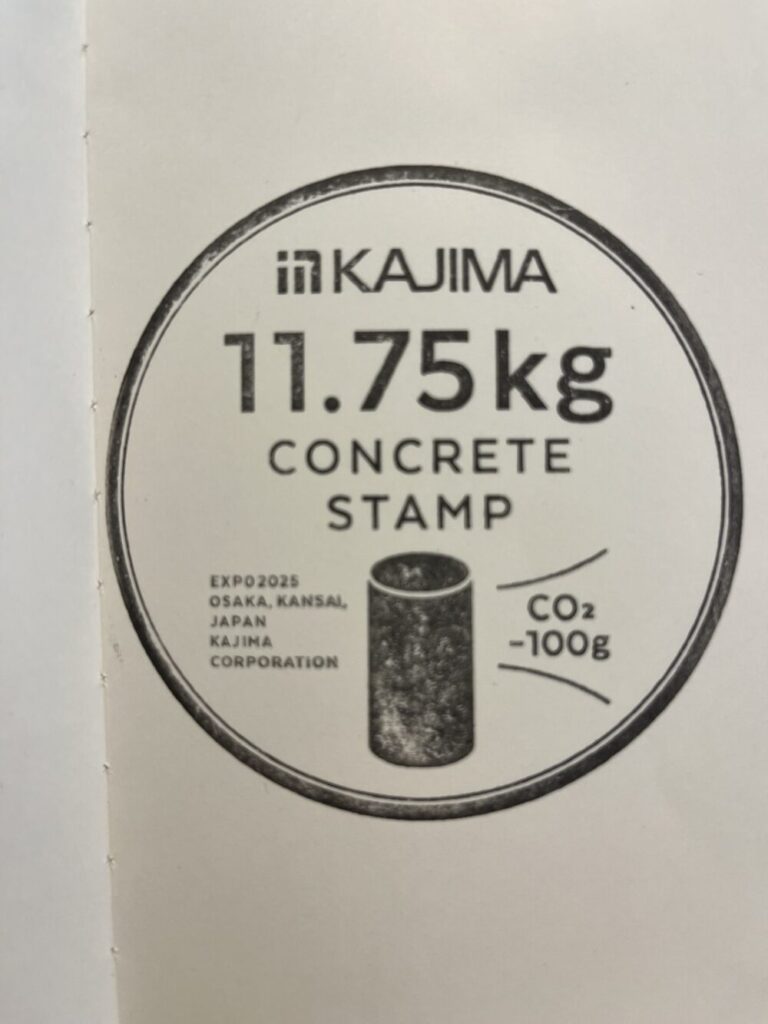 KAJIMA
11.75kg
CONCRETE
STAMP
EXPO2025
OSAKA, KANSAI,
JAPAN
KAJIMA
CORPORATION
CO₂
-100g